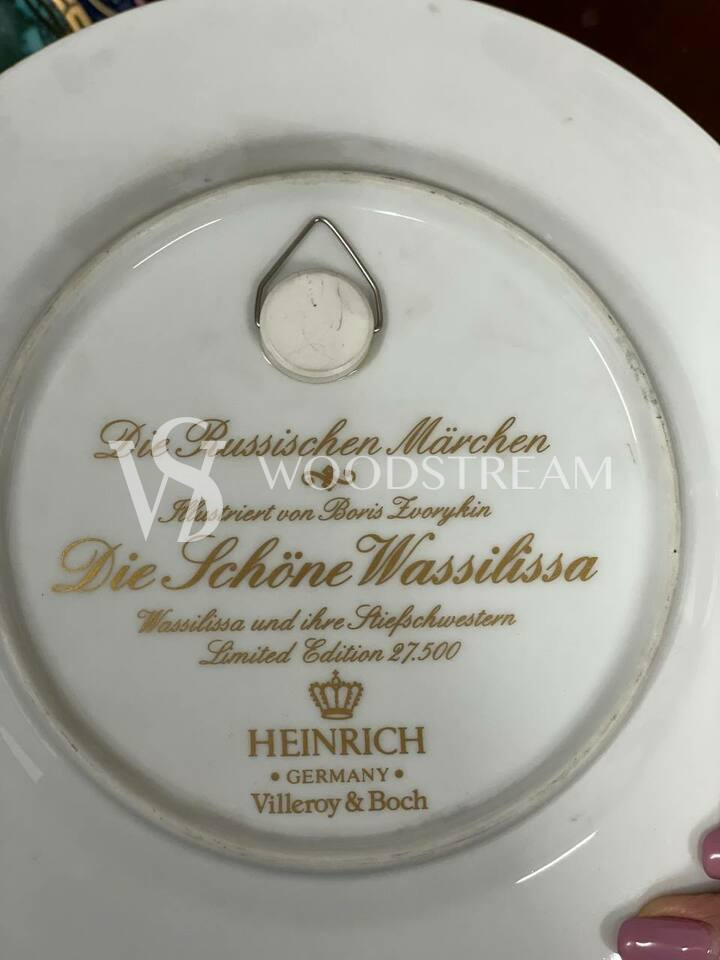 Die Russischen Märchen
WS WOODSTREAM
Illustriert von Boris Zvorykin
Die Schöne Wassilissa
Wassilissa und ihre Stiefschwestern
Limited Edition 27.500
HEINRICH
• GERMANY •
Villeroy & Boch